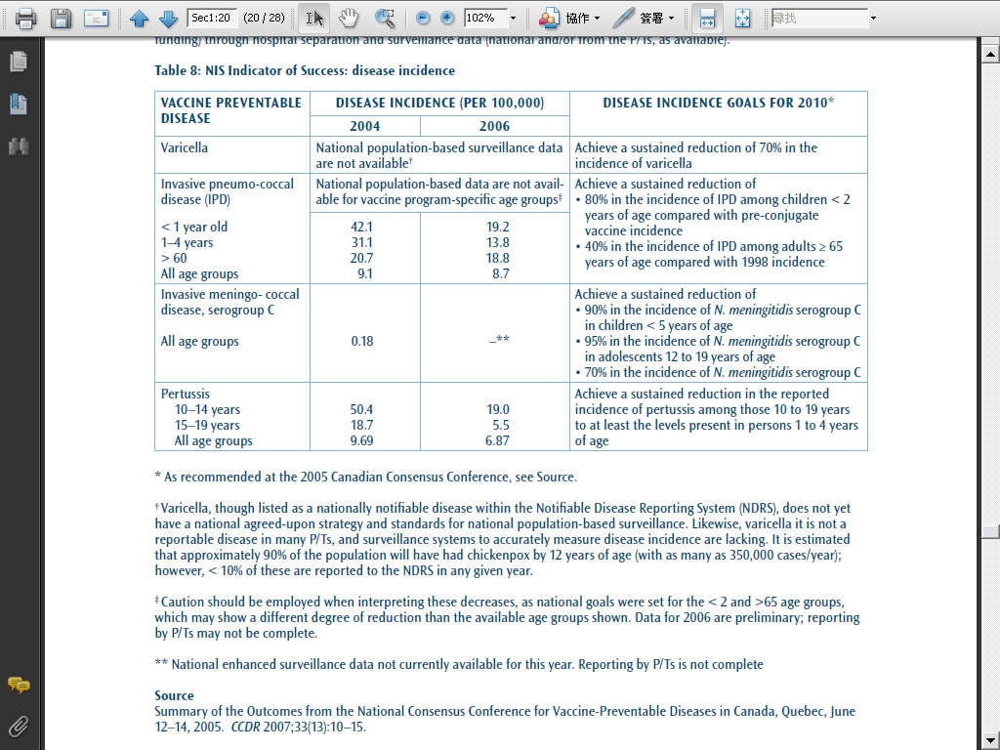 Sec1:20 (20 / 28) 102% 協作 簽署 尋找
funding) through hospital separation and surveillance data (national and/or from the P/Ts, as available).
Table 8: NIS Indicator of Success: disease incidence
VACCINE PREVENTABLE DISEASE
DISEASE INCIDENCE (PER 100,000)
2004 2006
DISEASE INCIDENCE GOALS FOR 2010*
Varicella
National population-based surveillance data
are not available†
Achieve a sustained reduction of 70% in the
incidence of varicella
Invasive pneumo-coccal
disease (IPD)
National population-based data are not avail-
able for vaccine program-specific age groups‡
< 1 year old 42.1 19.2
1–4 years 31.1 13.8
> 60 20.7 18.8
All age groups 9.1 8.7
Achieve a sustained reduction of
• 80% in the incidence of IPD among children < 2
years of age compared with pre-conjugate
vaccine incidence
• 40% in the incidence of IPD among adults ≥ 65
years of age compared with 1998 incidence
Invasive meningo- coccal
disease, serogroup C
All age groups 0.18 –**
Achieve a sustained reduction of
• 90% in the incidence of N. meningitidis serogroup C
in children < 5 years of age
• 95% in the incidence of N. meningitidis serogroup C
in adolescents 12 to 19 years of age
• 70% in the incidence of N. meningitidis serogroup C
Pertussis
10–14 years 50.4 19.0
15–19 years 18.7 5.5
All age groups 9.69 6.87
Achieve a sustained reduction in the reported
incidence of pertussis among those 10 to 19 years
to at least the levels present in persons 1 to 4 years
of age
* As recommended at the 2005 Canadian Consensus Conference, see Source.
† Varicella, though listed as a nationally notifiable disease within the Notifiable Disease Reporting System (NDRS), does not yet
have a national agreed-upon strategy and standards for national population-based surveillance. Likewise, varicella it is not a
reportable disease in many P/Ts, and surveillance systems to accurately measure disease incidence are lacking. It is estimated
that approximately 90% of the population will have had chickenpox by 12 years of age (with as many as 350,000 cases/year);
however, < 10% of these are reported to the NDRS in any given year.
‡ Caution should be employed when interpreting these decreases, as national goals were set for the < 2 and >65 age groups,
which may show a different degree of reduction than the available age groups shown. Data for 2006 are preliminary; reporting
by P/Ts may not be complete.
** National enhanced surveillance data not currently available for this year. Reporting by P/Ts is not complete
Source
Summary of the Outcomes from the National Consensus Conference for Vaccine-Preventable Diseases in Canada, Quebec, June
12–14, 2005. CCDR 2007;33(13):10–15.